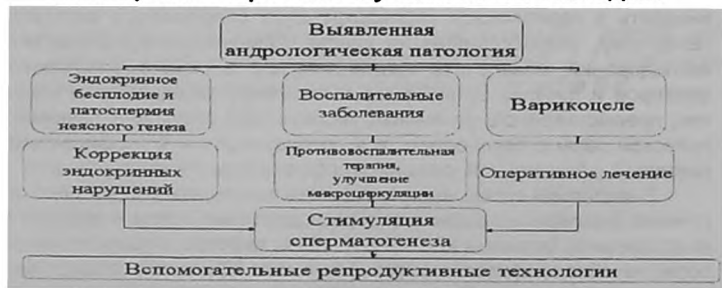 Выявленная
андрологическая патология
Эндокринное
бесплодие и
патоспермия
неясного генеза
Воспалительные
заболевания
Варикоцеле
Коррекция
эндокринных
нарушений
Противовоспалительная
терапия,
улучшение
микроциркуляции
Оперативное лечение
Стимуляция
сперматогенеза
Вспомогательные репродуктивные технологии